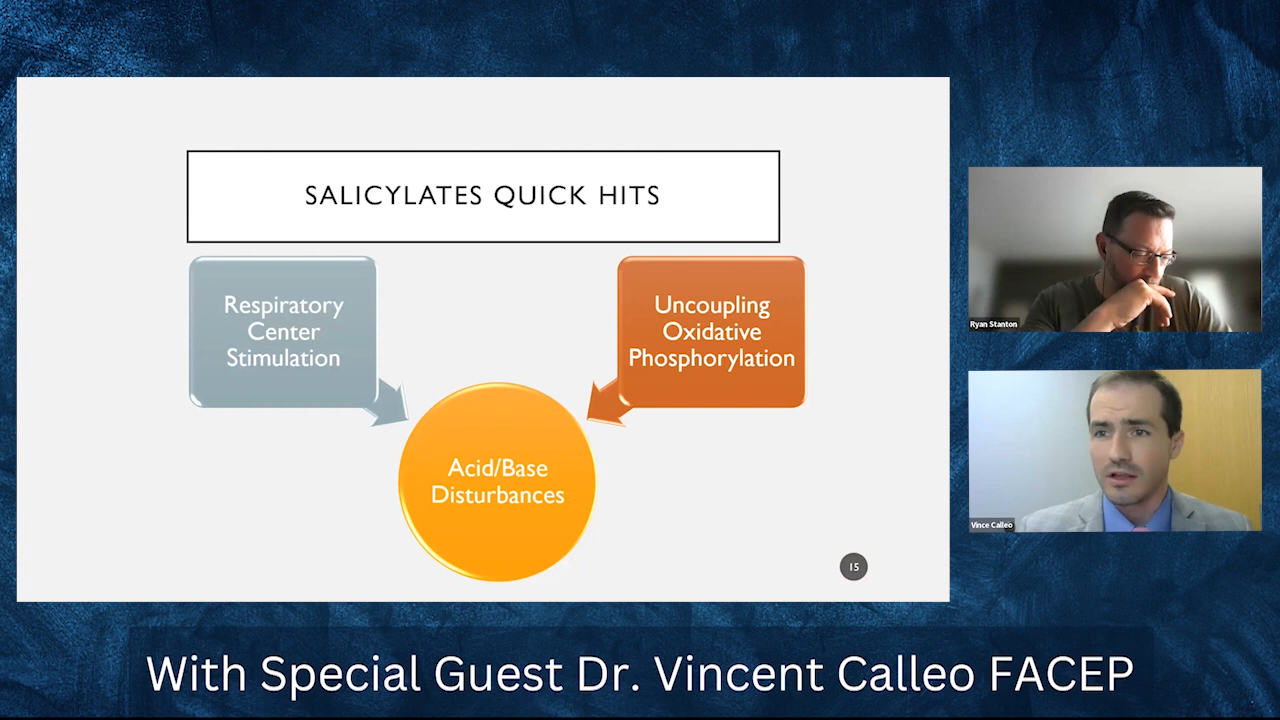 SALICYLATES QUICK HITS
Respiratory
Center
Stimulation
Uncoupling
Oxidative
Phosphorylation
Acid/Base
Disturbances
15
Ryan Stanton
Vince Calleo
With Special Guest Dr. Vincent Calleo FACEP